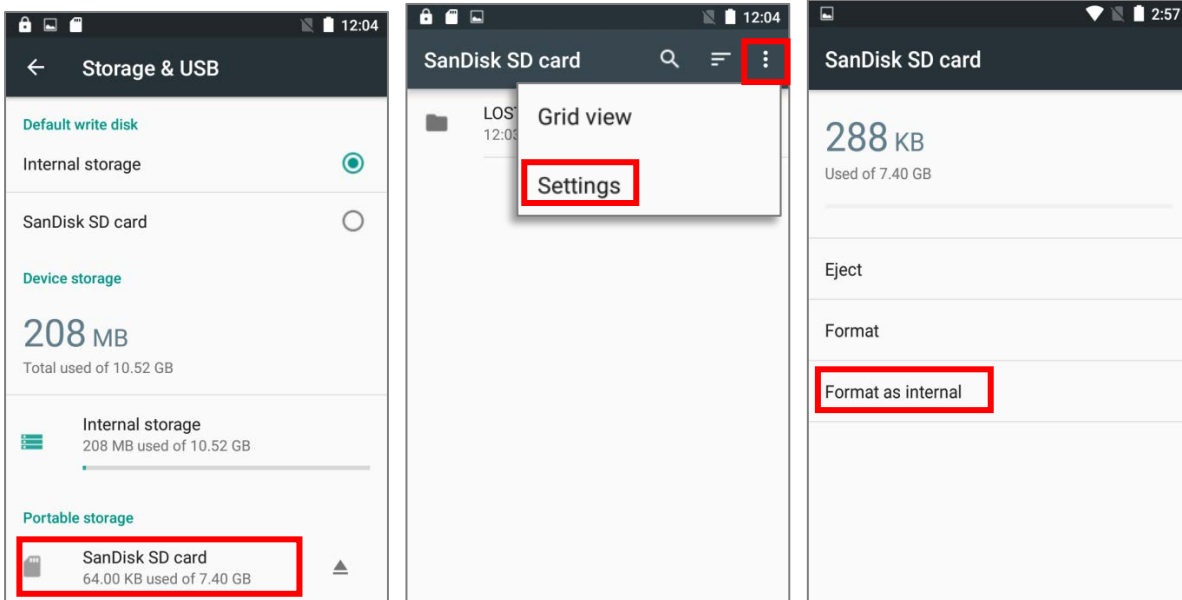 12:04
Storage & USB
Default write disk
Internal storage
SanDisk SD card
Device storage
208 MB
Total used of 10.52 GB
Internal storage
208 MB used of 10.52 GB
Portable storage
SanDisk SD card
64.00 KB used of 7.40 GB
12:04
SanDisk SD card
LOS
12:03
Grid view
Settings
2:57
SanDisk SD card
288 KB
Used of 7.40 GB
Eject
Format
Format as internal